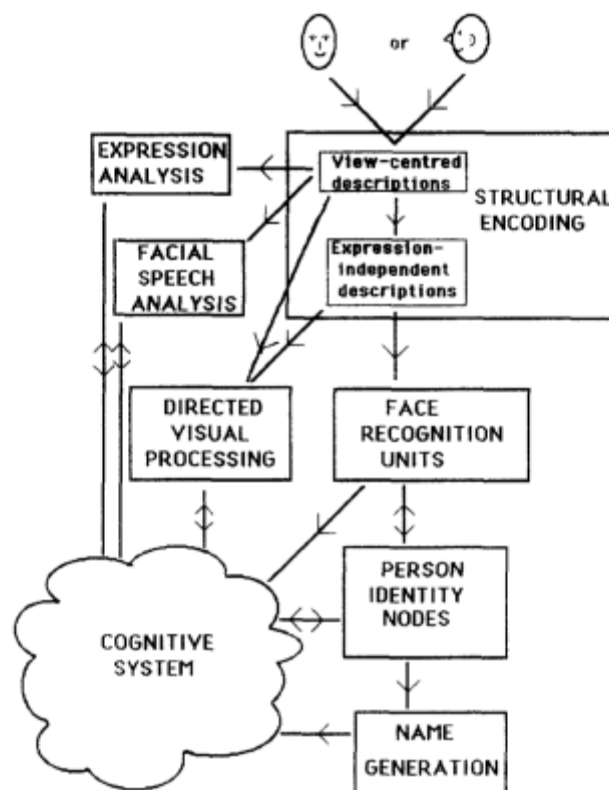 or
EXPRESSION
ANALYSIS
View-centred
descriptions
STRUCTURAL
ENCODING
FACIAL
SPEECH
ANALYSIS
Expression-
independent
descriptions
DIRECTED
VISUAL
PROCESSING
FACE
RECOGNITION
UNITS
PERSON
IDENTITY
NODES
COGNITIVE
SYSTEM
NAME
GENERATION